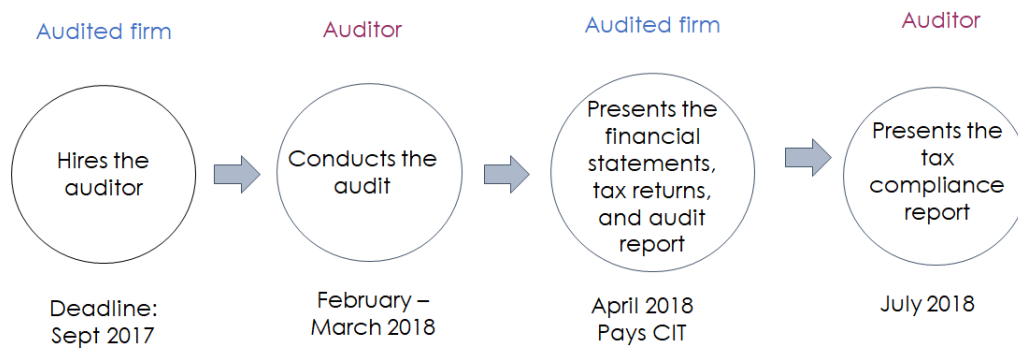 Audited firm
Auditor
Audited firm
Auditor
Hires the
auditor
Conducts the
audit
Presents the
financial
statements,
tax returns,
and audit
report
Presents the
tax
compliance
report
Deadline:
Sept 2017
February –
March 2018
April 2018
Pays CIT
July 2018